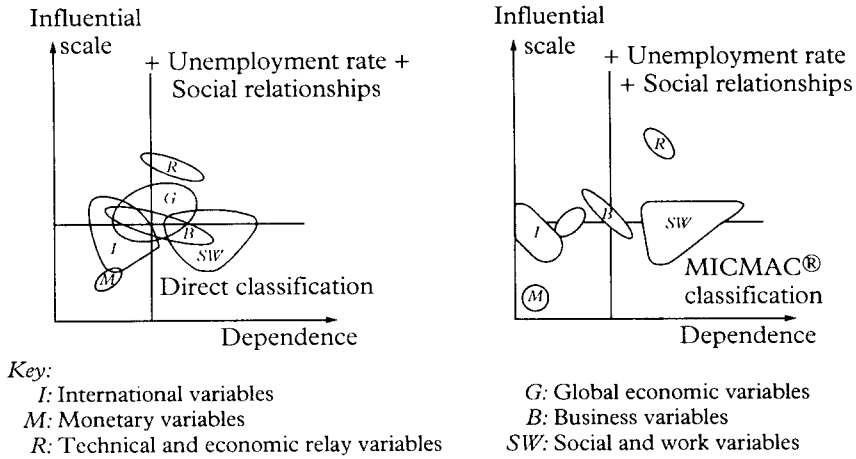 Influential
scale
+ Unemployment rate +
Social relationships
R
G
I
B
SW
M
Direct classification
Dependence
Influential
scale
+ Unemployment rate
+ Social relationships
R
B
I
SW
M
MICMAC®
classification
Dependence
Key:
I: International variables
M: Monetary variables
R: Technical and economic relay variables
G: Global economic variables
B: Business variables
SW: Social and work variables